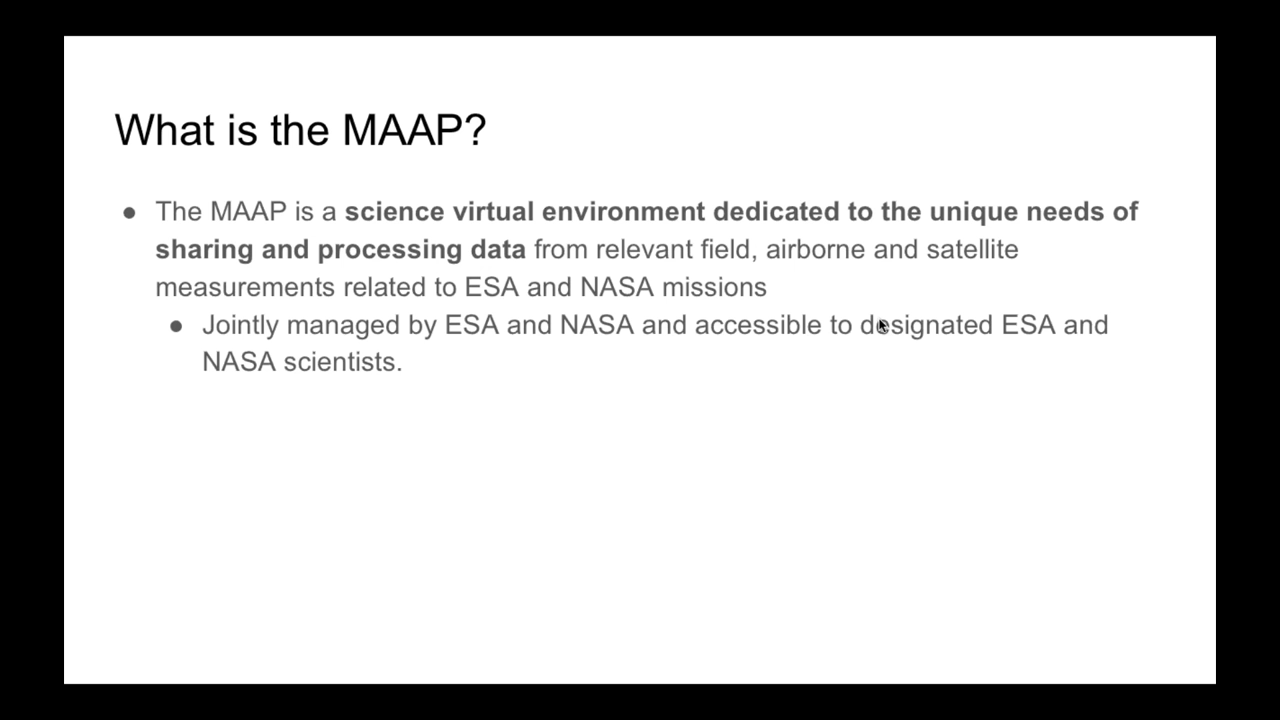 What is the MAAP?
● The MAAP is a science virtual environment dedicated to the unique needs of
sharing and processing data from relevant field, airborne and satellite
measurements related to ESA and NASA missions
● Jointly managed by ESA and NASA and accessible to designated ESA and
NASA scientists.